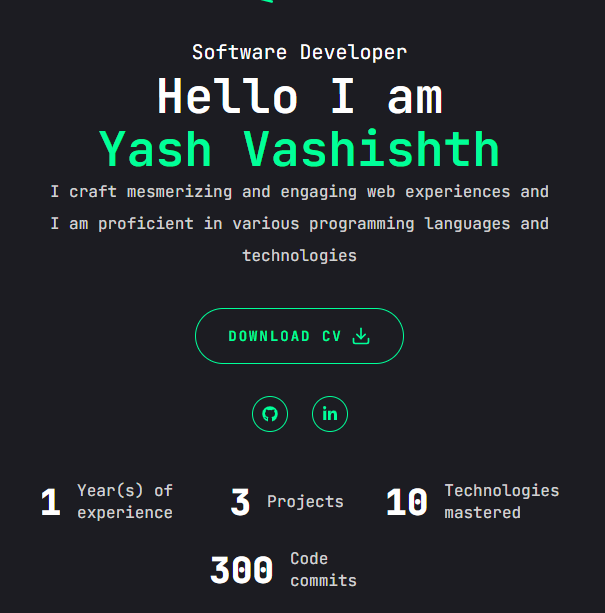 Software Developer
Hello I am
Yash Vashishth
I craft mesmerizing and engaging web experiences and
I am proficient in various programming languages and
technologies
DOWNLOAD CV
in
1 Year(s) of
experience
3 Projects
10 Technologies
mastered
300 Code
commits